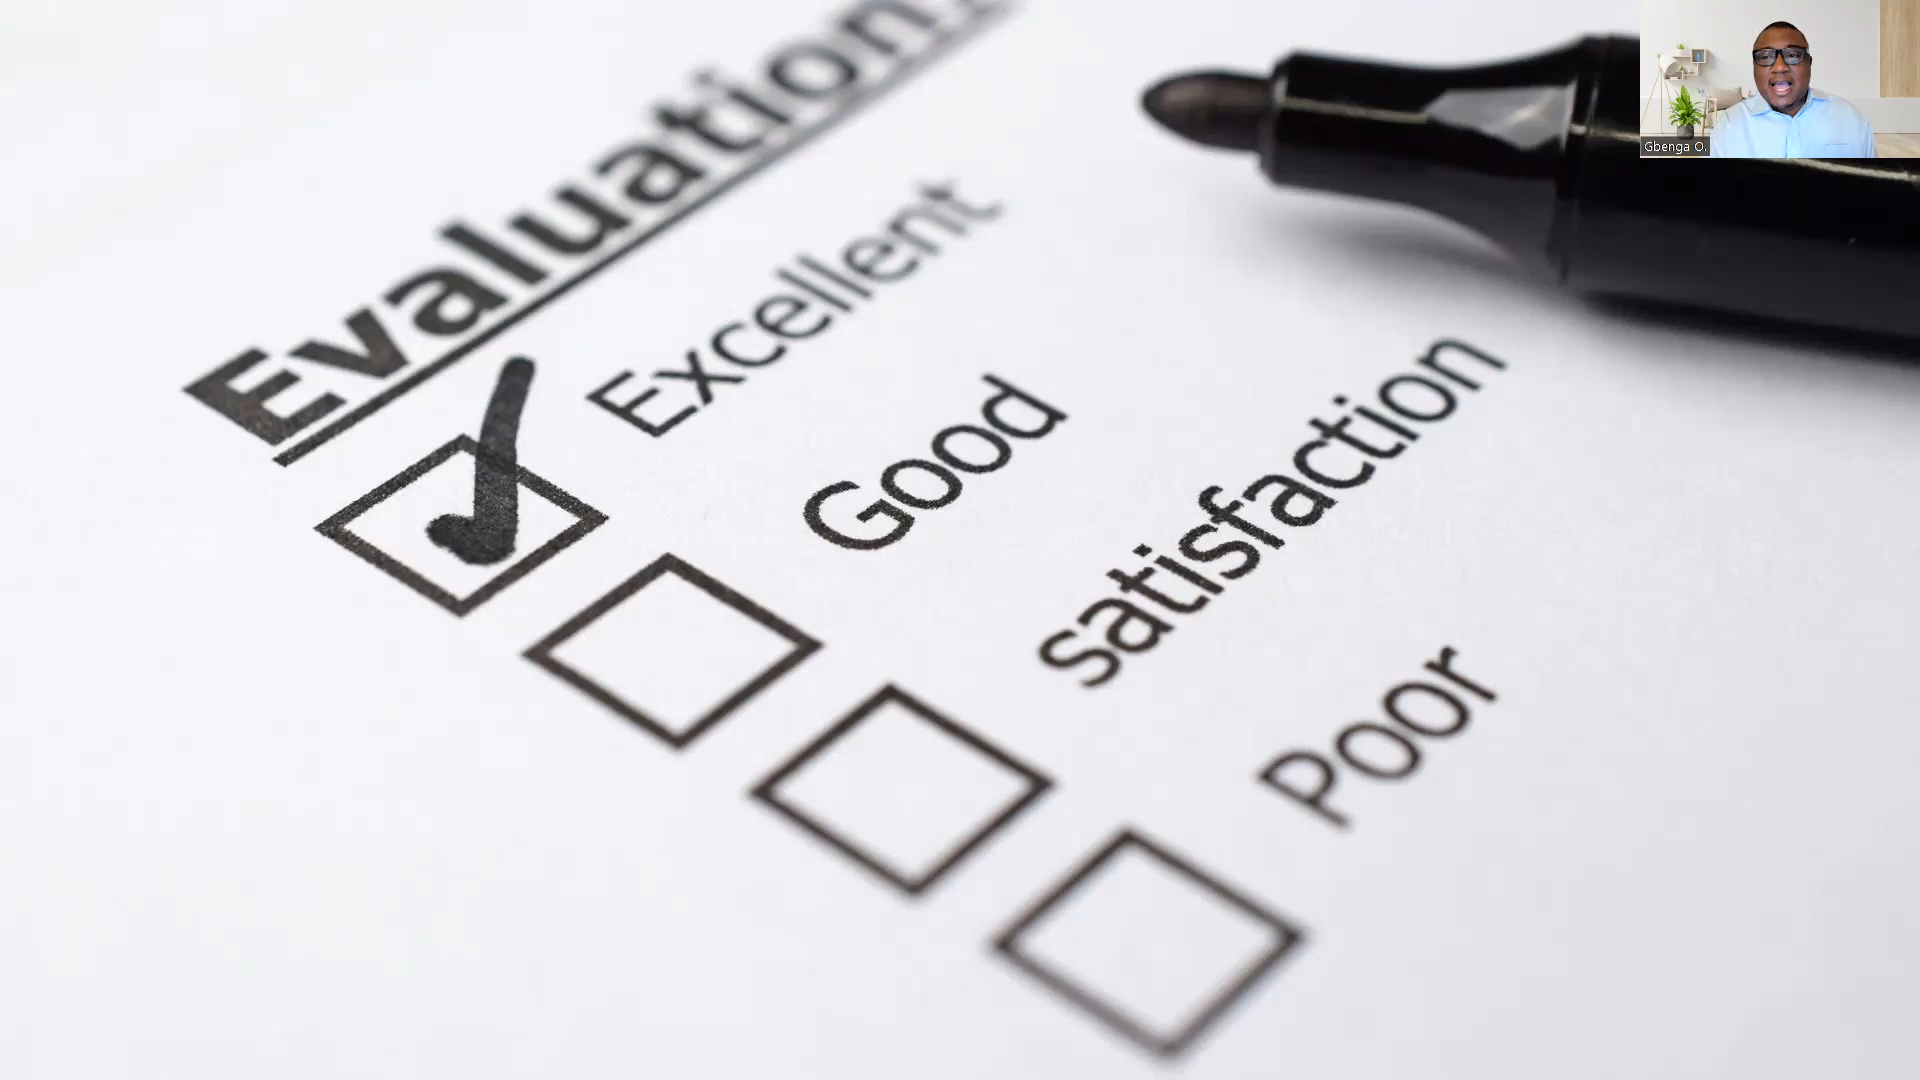 Evaluation
Excellent
Good
satisfaction
Poor
Gbenga O.